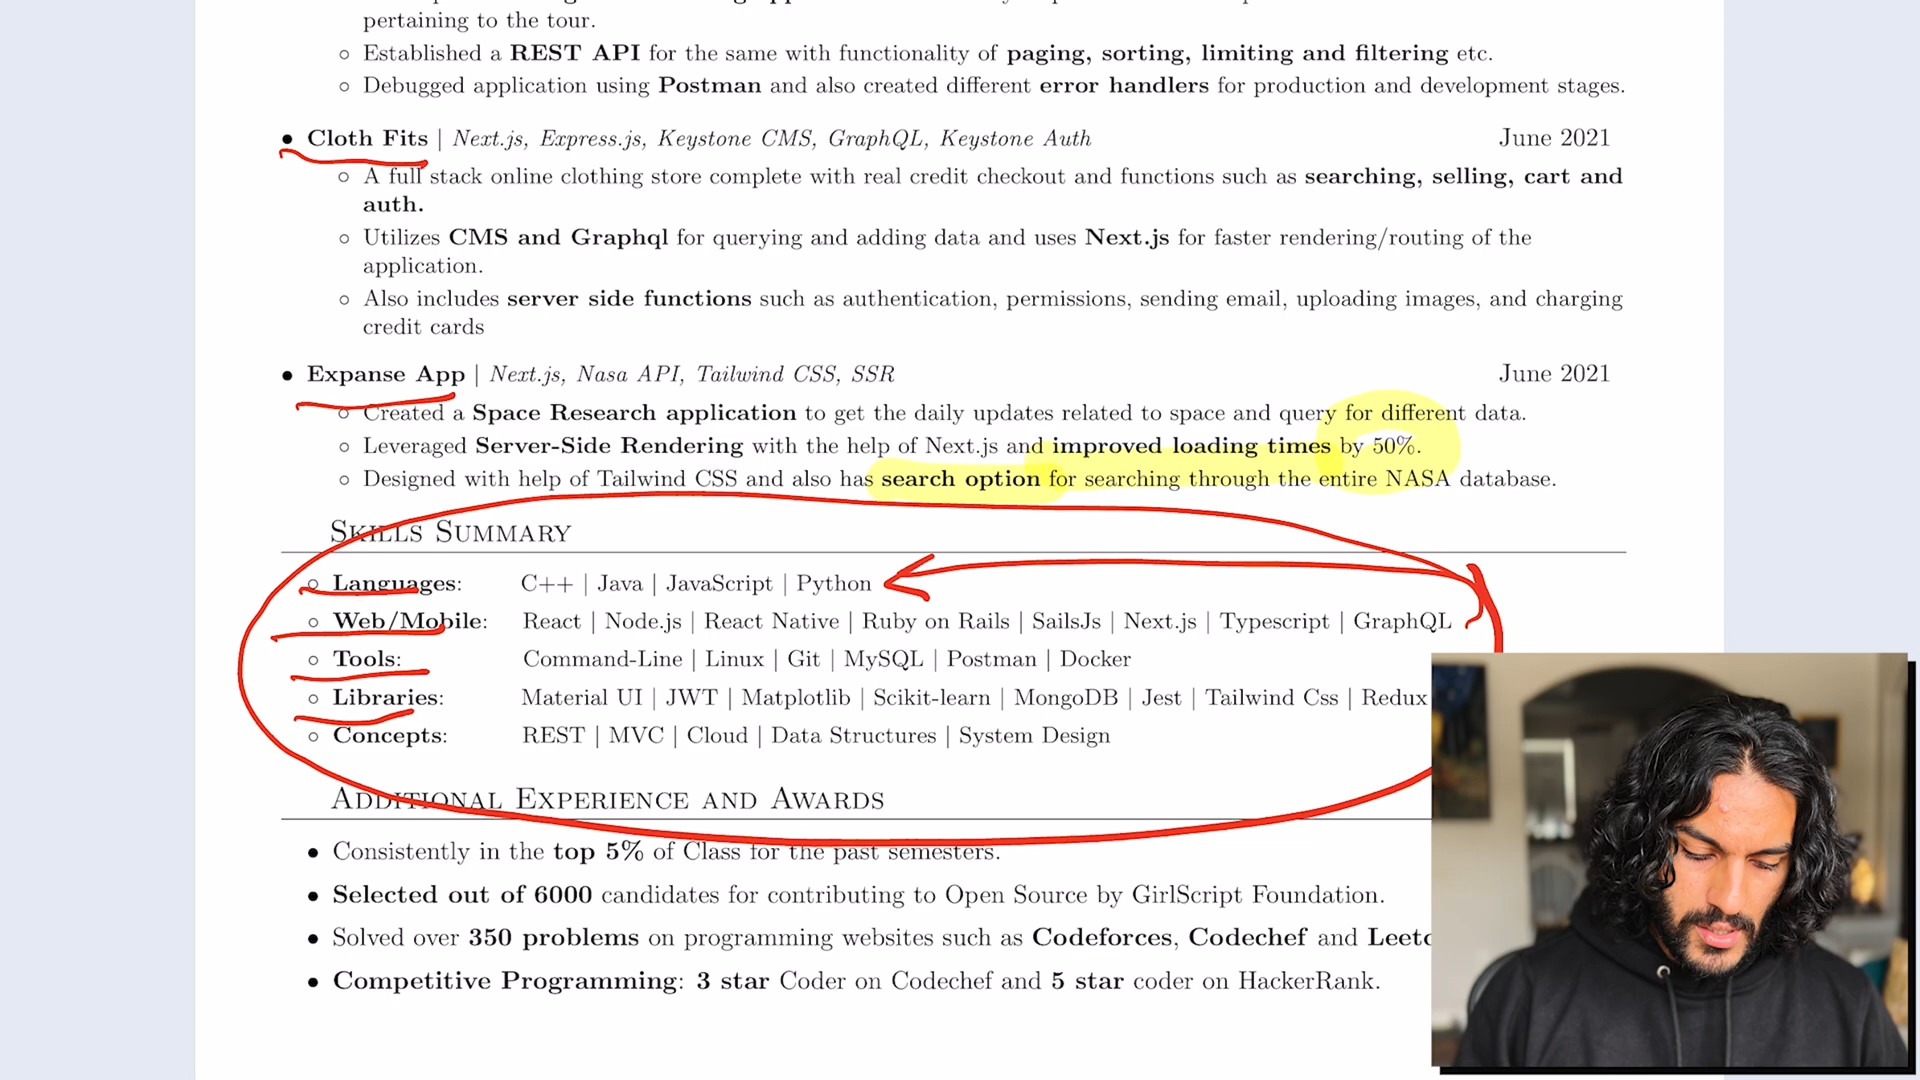 pertaining to the tour.
○ Established a REST API for the same with functionality of paging, sorting, limiting and filtering etc.
○ Debugged application using Postman and also created different error handlers for production and development stages.
● Cloth Fits | Next.js, Express.js, Keystone CMS, GraphQL, Keystone Auth June 2021
○ A full stack online clothing store complete with real credit checkout and functions such as searching, selling, cart and
auth.
○ Utilizes CMS and Graphql for querying and adding data and uses Next.js for faster rendering/routing of the
application.
○ Also includes server side functions such as authentication, permissions, sending email, uploading images, and charging
credit cards
● Expanse App | Next.js, Nasa API, Tailwind CSS, SSR June 2021
○ Created a Space Research application to get the daily updates related to space and query for different data.
○ Leveraged Server-Side Rendering with the help of Next.js and improved loading times by 50%.
○ Designed with help of Tailwind CSS and also has search option for searching through the entire NASA database.
Skills Summary
○ Languages: C++ | Java | JavaScript | Python
○ Web/Mobile: React | Node.js | React Native | Ruby on Rails | SailsJs | Next.js | Typescript | GraphQL
○ Tools: Command-Line | Linux | Git | MySQL | Postman | Docker
○ Libraries: Material UI | JWT | Matplotlib | Scikit-learn | MongoDB | Jest | Tailwind Css | Redux
○ Concepts: REST | MVC | Cloud | Data Structures | System Design
Additional Experience and Awards
● Consistently in the top 5% of Class for the past semesters.
● Selected out of 6000 candidates for contributing to Open Source by GirlScript Foundation.
● Solved over 350 problems on programming websites such as Codeforces, Codechef and Leetc
● Competitive Programming: 3 star Coder on Codechef and 5 star coder on HackerRank.